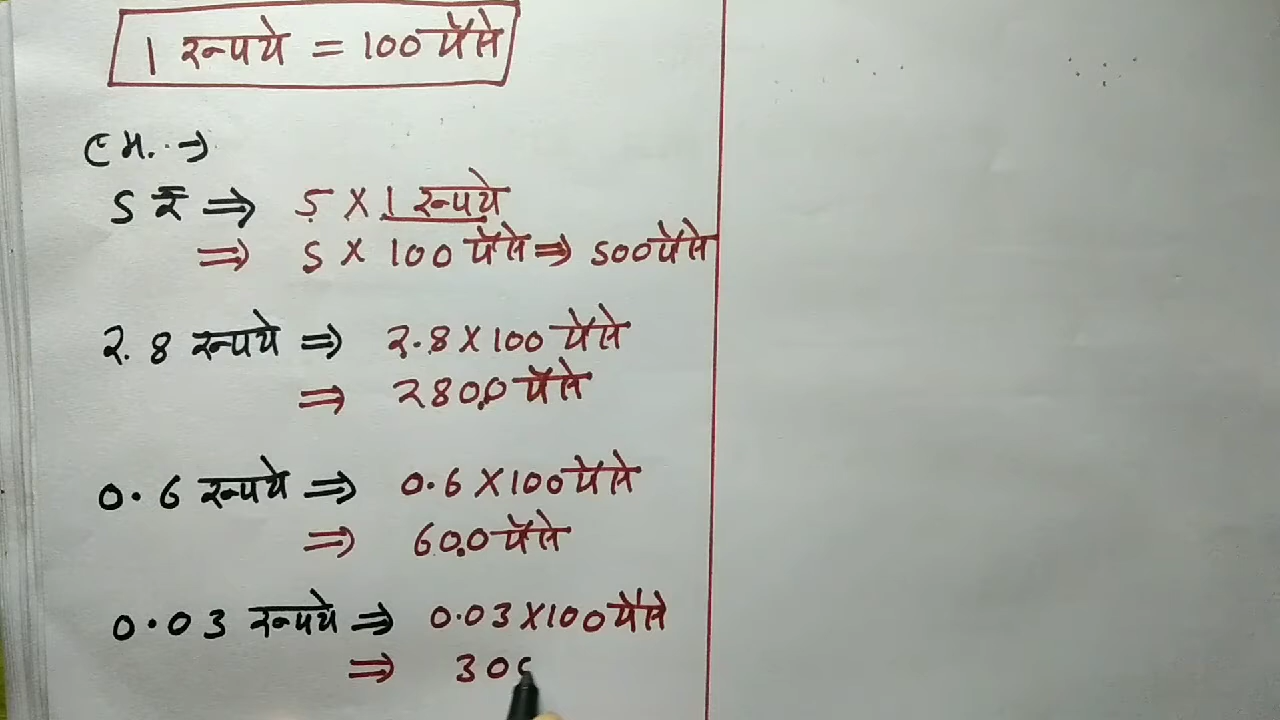 1 रूपये = 100 पैसे
Ex. →
5 रू ⇒ 5 × 1 रूपये
⇒ 5 × 100 पैसे ⇒ 500 पैसे
2.8 रूपये ⇒ 2.8 × 100 पैसे
⇒ 280.0 पैसे
0.6 रूपये ⇒ 0.6 × 100 पैसे
⇒ 60.0 पैसे
0.03 रूपये ⇒ 0.03 × 100 पैसे
⇒ 30